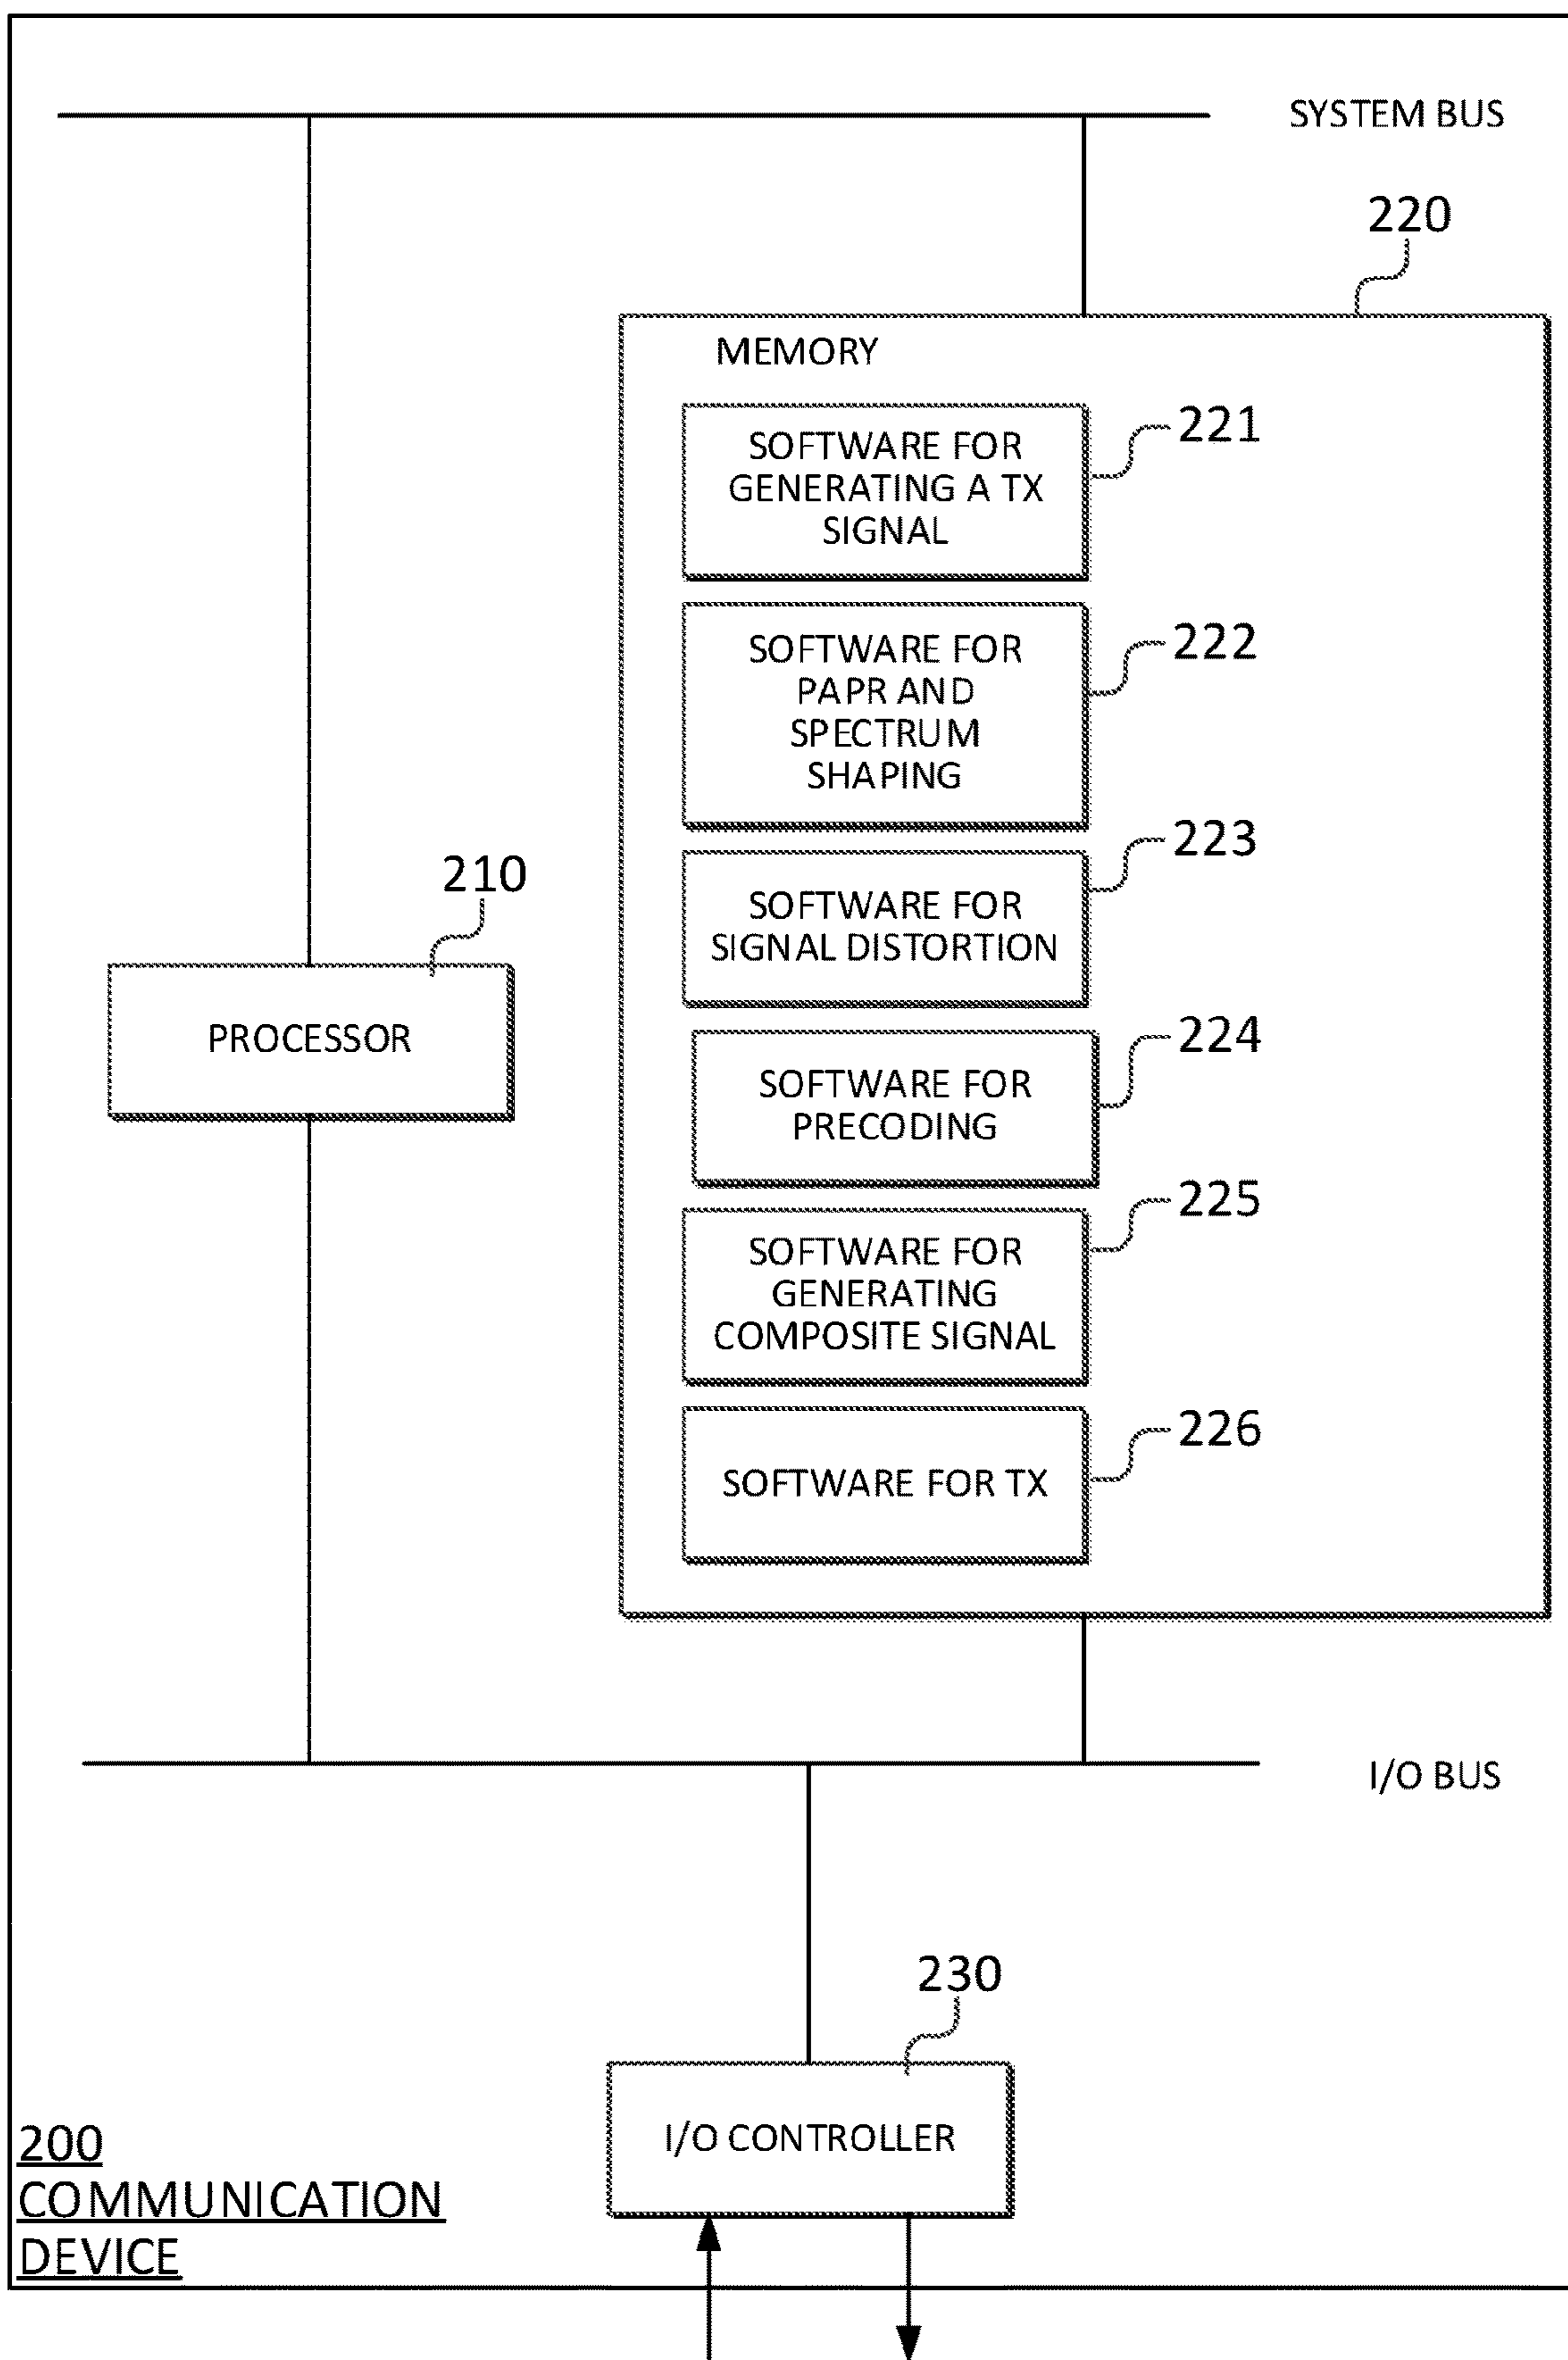 SYSTEM BUS
220
MEMORY
SOFTWARE FOR
GENERATING A TX
SIGNAL
221
SOFTWARE FOR
PAPR AND
SPECTRUM
SHAPING
222
223
SOFTWARE FOR
SIGNAL DISTORTION
210
PROCESSOR
224
SOFTWARE FOR
PRECODING
225
SOFTWARE FOR
GENERATING
COMPOSITE SIGNAL
226
SOFTWARE FOR TX
I/O BUS
230
I/O CONTROLLER
200
COMMUNICATION
DEVICE